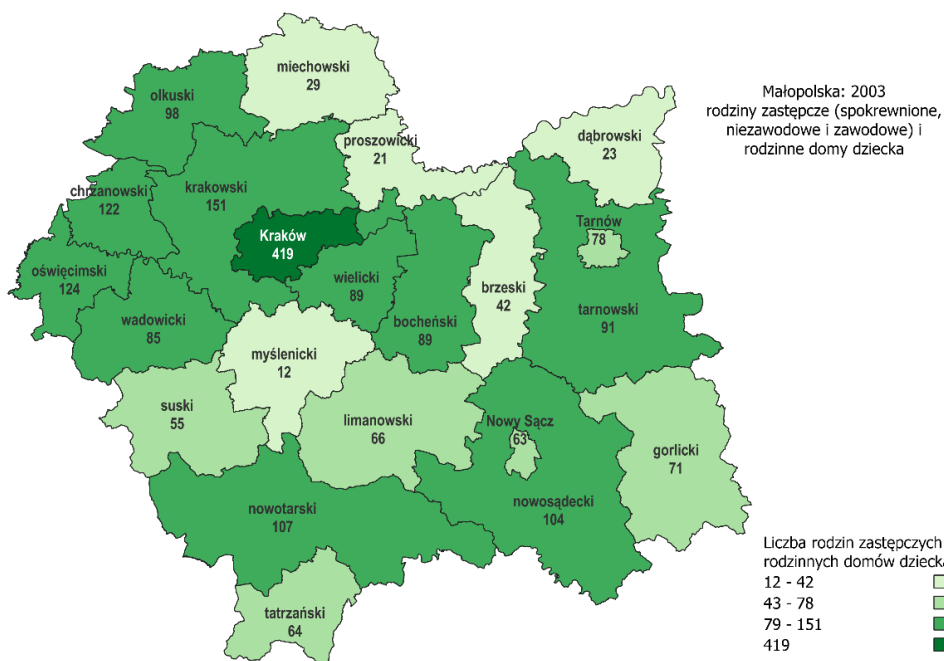 Małopolska: 2003
rodziny zastępcze (spokrewnione,
niezawodowe i zawodowe) i
rodzinne domy dziecka
miechowski
29
olkuski
98
proszowicki
21
dąbrowski
23
chrzanowski
122
krakowski
151
Tarnów
78
Kraków
419
oświęcimski
124
wielicki
89
brzeski
42
tarnowski
91
wadowicki
85
bocheński
89
myślenicki
12
suski
55
limanowski
66
Nowy Sącz
63
gorlicki
71
nowotarski
107
nowosądecki
104
tatrzański
64
Liczba rodzin zastępczych
rodzinnych domów dziecka
12 - 42
43 - 78
79 - 151
419